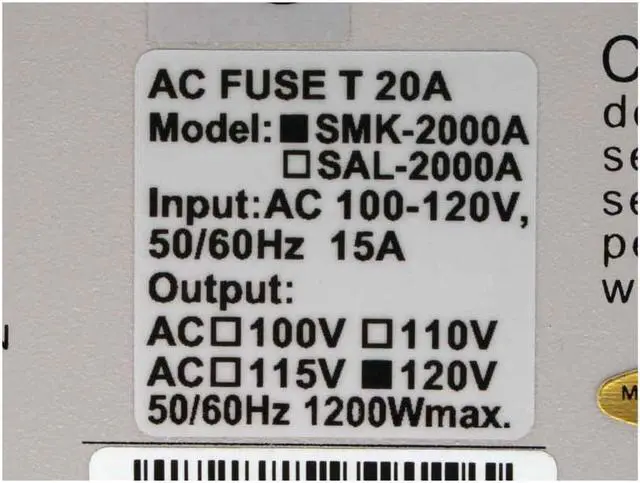 AC FUSE T 20A
Model:■SMK-2000A
□SAL-2000A
Input:AC 100-120V,
50/60Hz 15A
Output:
AC□100V □110V
AC□115V ■120V
50/60Hz 1200Wmax.